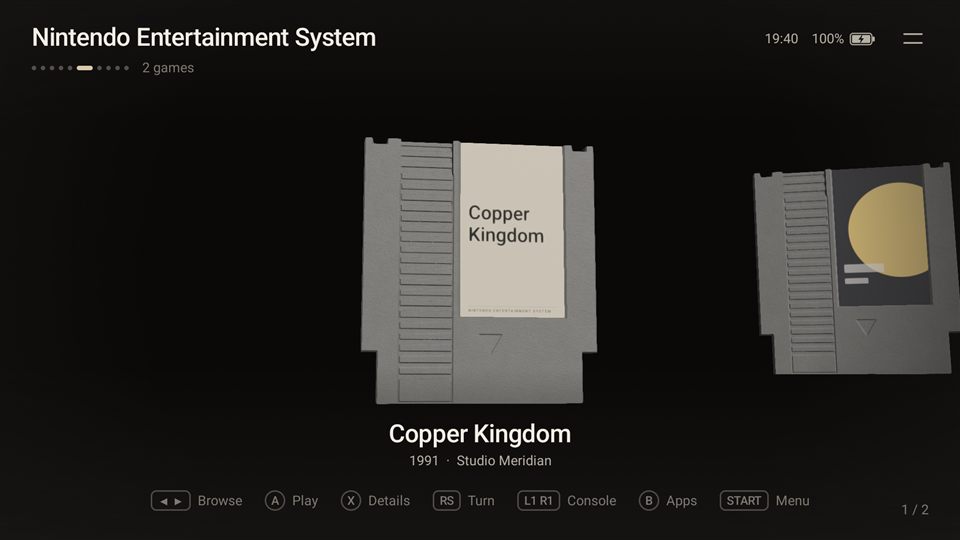 Nintendo Entertainment System
19:40 100%
2 games
Copper
Kingdom
NINTENDO ENTERTAINMENT SYSTEM
Copper Kingdom
1991 · Studio Meridian
◄ ► Browse A Play X Details RS Turn L1 R1 Console B Apps START Menu
1 / 2